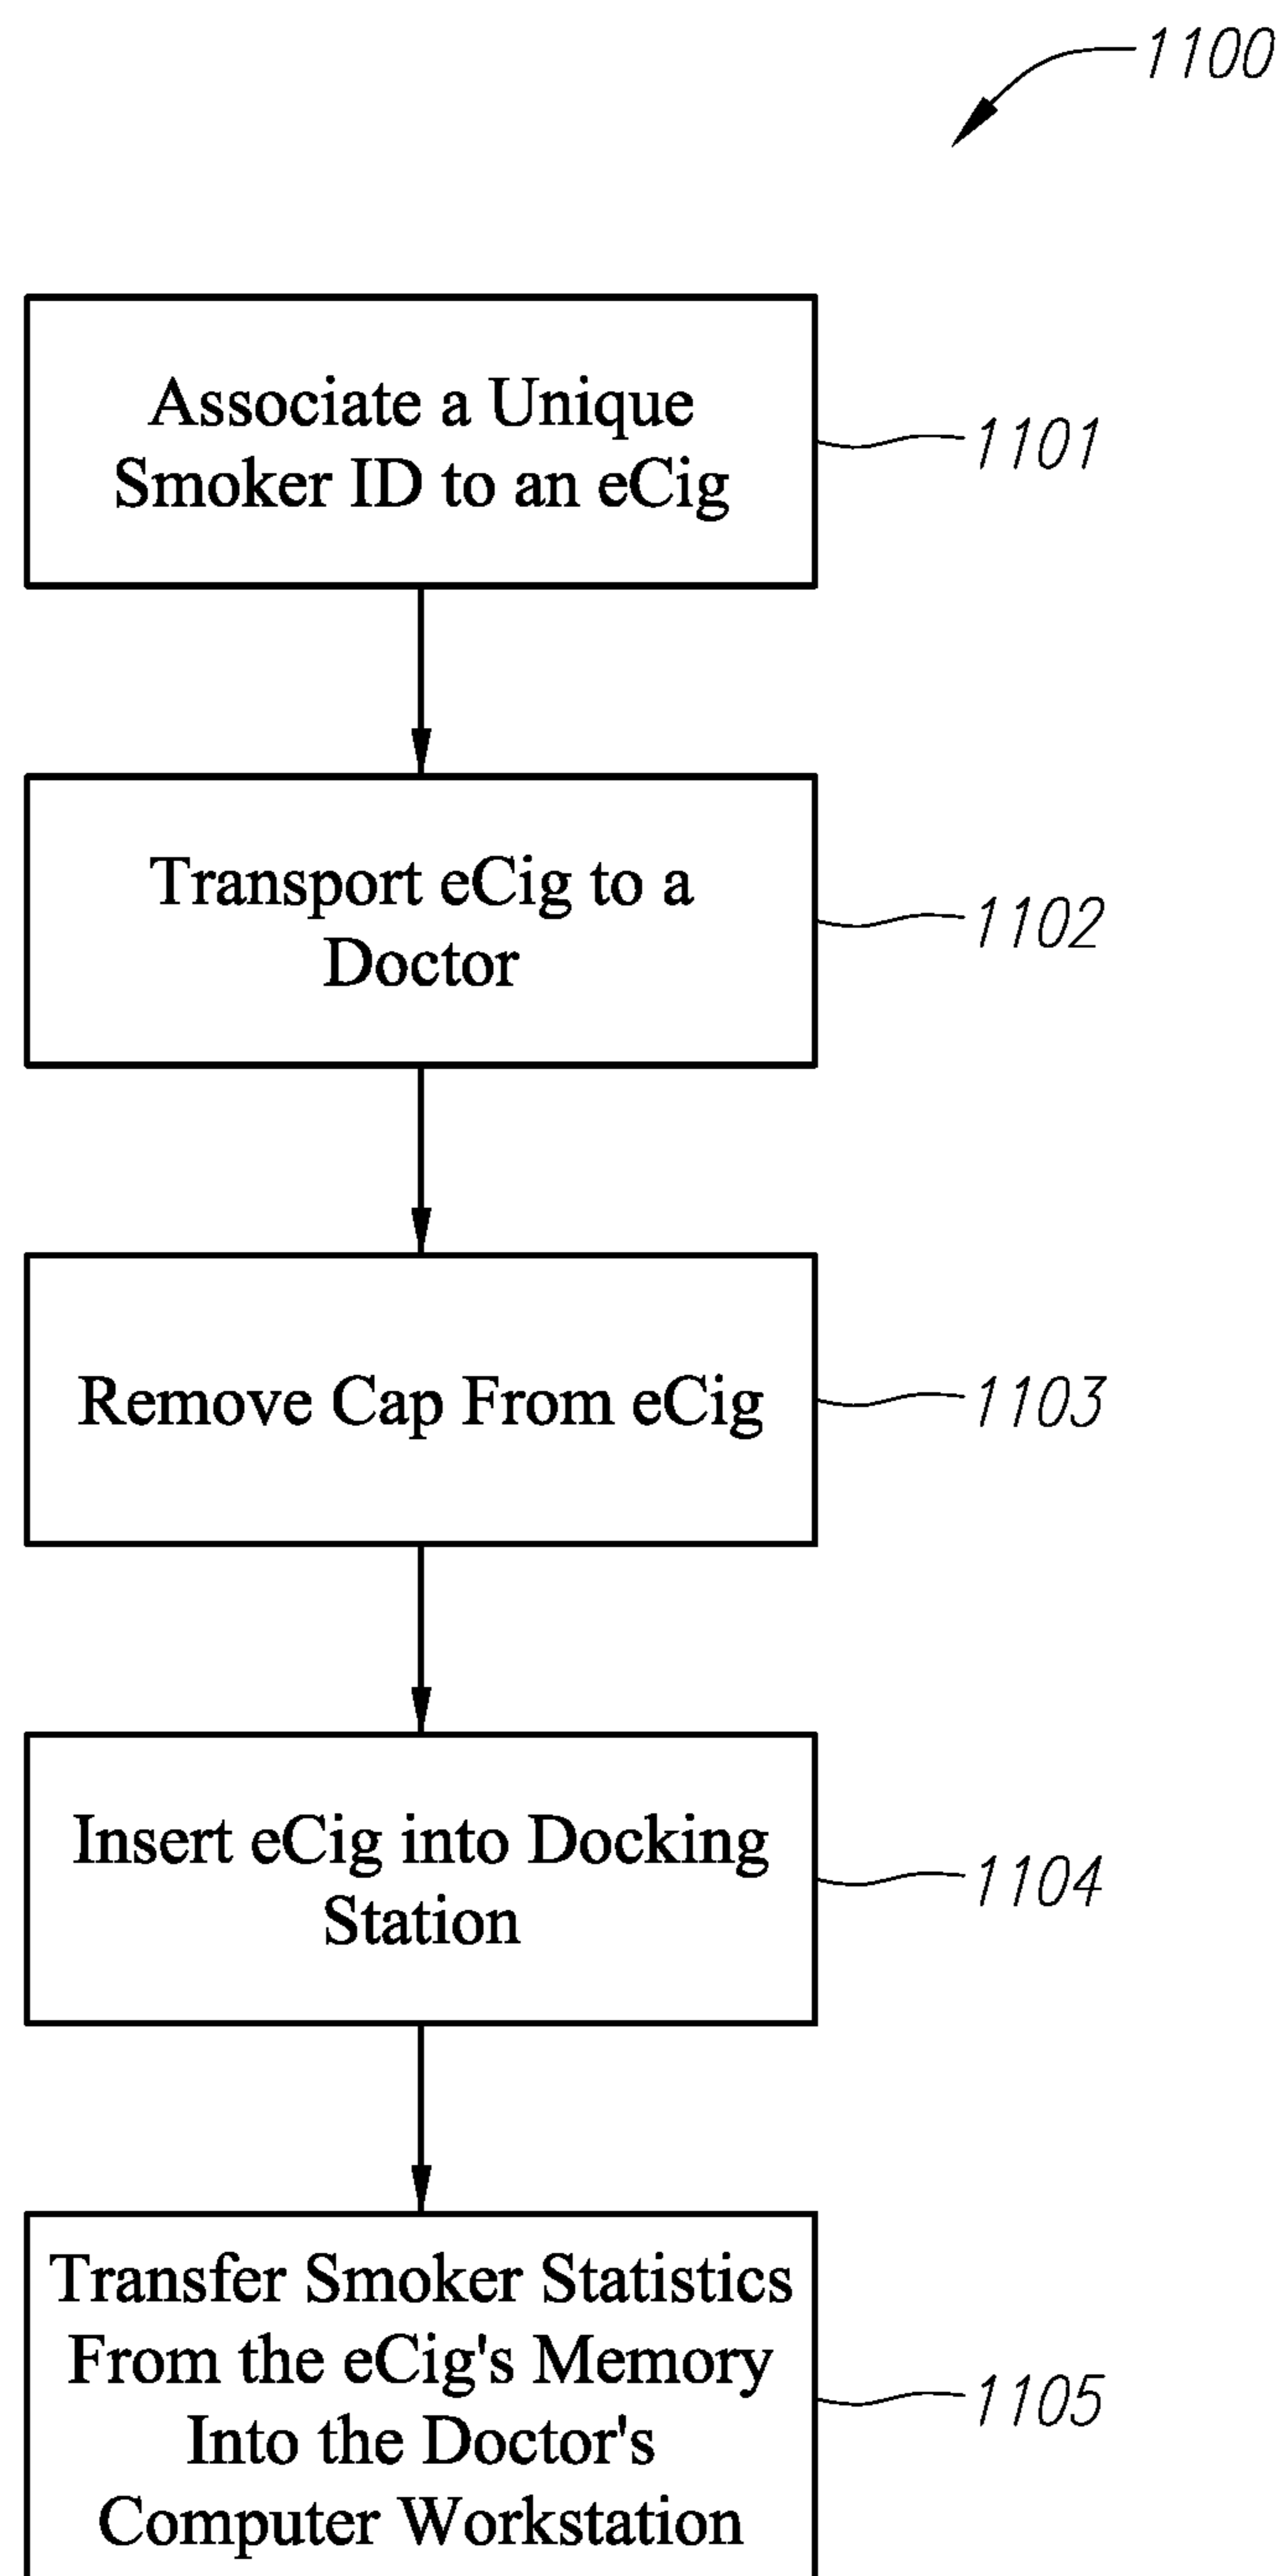 1100
Associate a Unique
Smoker ID to an eCig
1101
Transport eCig to a
Doctor
1102
Remove Cap From eCig
1103
Insert eCig into Docking
Station
1104
Transfer Smoker Statistics
From the eCig's Memory
Into the Doctor's
Computer Workstation
1105